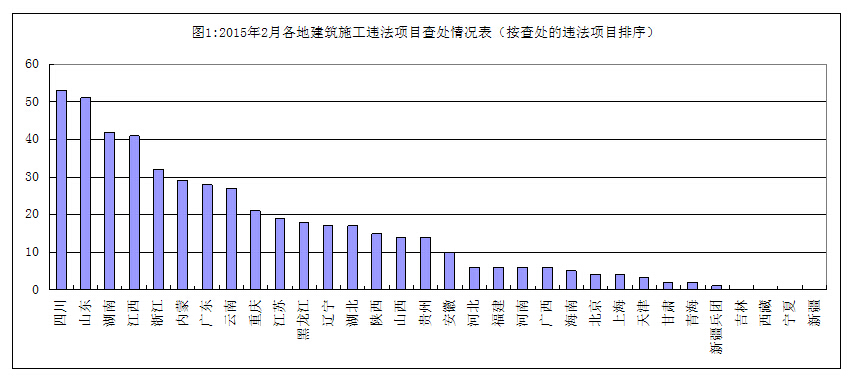 图1:2015年2月各地建筑施工违法项目查处情况表（按查处的违法项目排序）
60
50
40
30
20
10
0
四川
山东
湖南
江西
浙江
内蒙
广东
云南
重庆
江苏
黑龙江
辽宁
湖北
陕西
山西
贵州
安徽
河北
福建
河南
广西
海南
北京
上海
天津
甘肃
青海
新疆兵团
吉林
西藏
宁夏
新疆